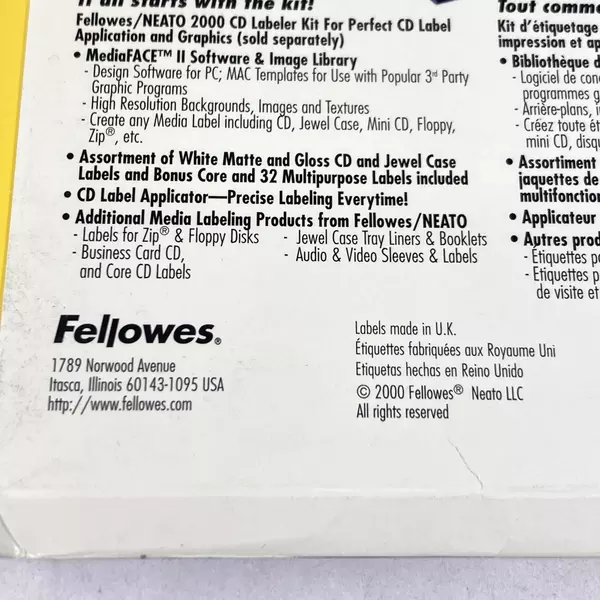 It all starts with the kit!
Fellowes/NEATO 2000 CD Labeler Kit For Perfect CD Label
Application and Graphics (sold separately)
• MediaFACE™ II Software & Image Library
- Design Software for PC; MAC Templates for Use with Popular 3rd Party
Graphic Programs
- High Resolution Backgrounds, Images and Textures
- Create any Media Label including CD, Jewel Case, Mini CD, Floppy,
Zip®, etc.
• Assortment of White Matte and Gloss CD and Jewel Case
Labels and Bonus Core and 32 Multipurpose Labels included
• CD Label Applicator—Precise Labeling Everytime!
• Additional Media Labeling Products from Fellowes/NEATO
- Labels for Zip® & Floppy Disks
- Business Card CD,
and Core CD Labels
- Jewel Case Tray Liners & Booklets
- Audio & Video Sleeves & Labels
Fellowes®
1789 Norwood Avenue
Itasca, Illinois 60143-1095 USA
http://www.fellowes.com
Labels made in U.K.
Étiquettes fabriquées aux Royaume Uni
Etiquetas hechas en Reino Unido
© 2000 Fellowes® Neato LLC
All rights reserved
Tout comme
Kit d'étiquetage
impression et ap
• Bibliothèque d
- Logiciel de con
programmes g
- Arrière-plans, i
- Créez toute ét
mini CD, disq
• Assortiment
jaquettes de
multifonction
• Applicateur
• Autres prod
- Étiquettes po
- Etiquettes p
de visite et